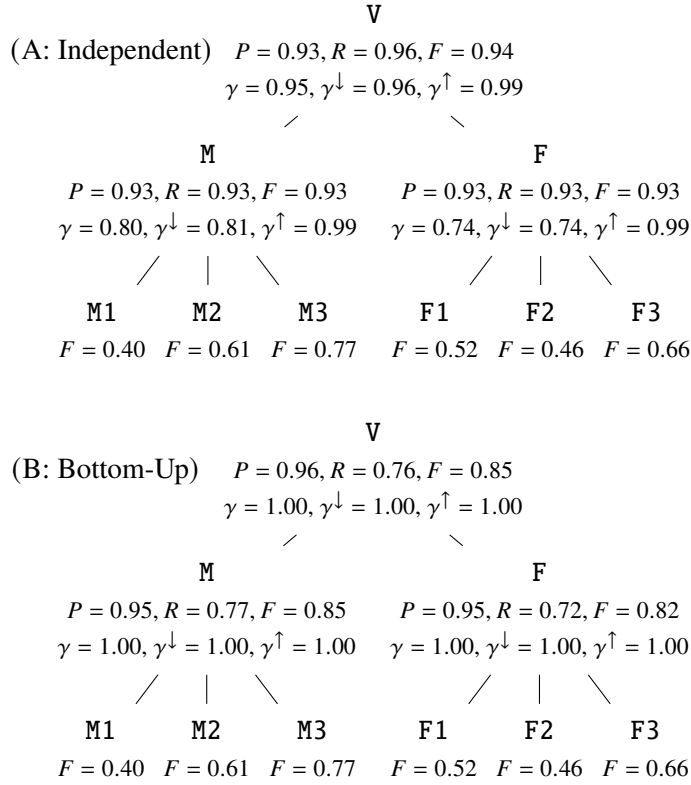 V
(A: Independent) P = 0.93, R = 0.96, F = 0.94
γ = 0.95, γ↓ = 0.96, γ↑ = 0.99
M F
P = 0.93, R = 0.93, F = 0.93 P = 0.93, R = 0.93, F = 0.93
γ = 0.80, γ↓ = 0.81, γ↑ = 0.99 γ = 0.74, γ↓ = 0.74, γ↑ = 0.99
M1 M2 M3 F1 F2 F3
F = 0.40 F = 0.61 F = 0.77 F = 0.52 F = 0.46 F = 0.66
V
(B: Bottom-Up) P = 0.96, R = 0.76, F = 0.85
γ = 1.00, γ↓ = 1.00, γ↑ = 1.00
M F
P = 0.95, R = 0.77, F = 0.85 P = 0.95, R = 0.72, F = 0.82
γ = 1.00, γ↓ = 1.00, γ↑ = 1.00 γ = 1.00, γ↓ = 1.00, γ↑ = 1.00
M1 M2 M3 F1 F2 F3
F = 0.40 F = 0.61 F = 0.77 F = 0.52 F = 0.46 F = 0.66